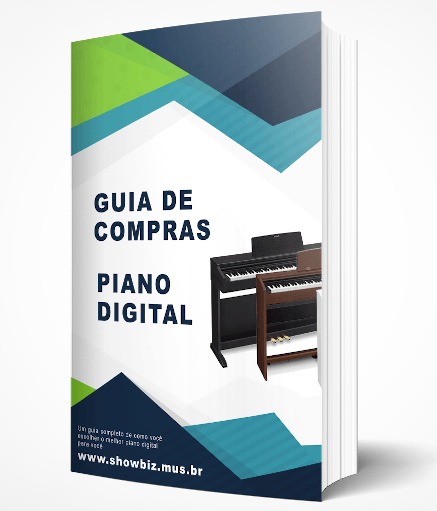 GUIA DE
COMPRAS
PIANO
DIGITAL
Um guia completo de como você
escolher o melhor piano digital
para você
www.showbiz.mus.br